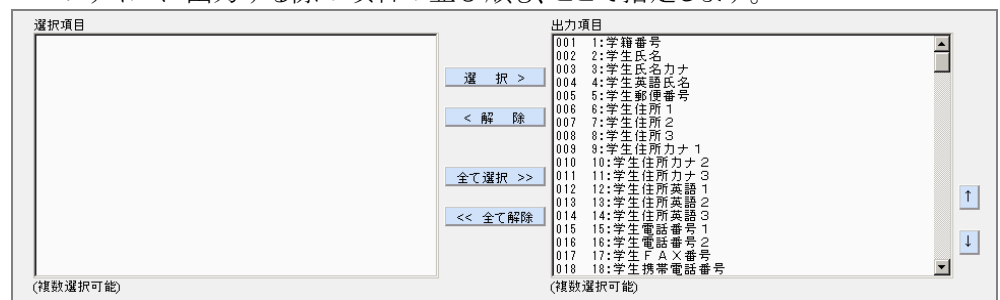 選択項目
出力項目
001 1:学籍番号
002 2:学生氏名
003 3:学生氏名カナ
004 4:学生英語氏名
005 5:学生郵便番号
006 6:学生住所1
007 7:学生住所2
008 8:学生住所3
009 9:学生住所カナ1
010 10:学生住所カナ2
011 11:学生住所カナ3
012 12:学生住所英語1
013 13:学生住所英語2
014 14:学生住所英語3
015 15:学生電話番号1
016 16:学生電話番号2
017 17:学生FAX番号
018 18:学生携帯電話番号
選 択 >
< 解 除
全て選択 >>
<< 全て解除
↑
↓
(複数選択可能)
(複数選択可能)